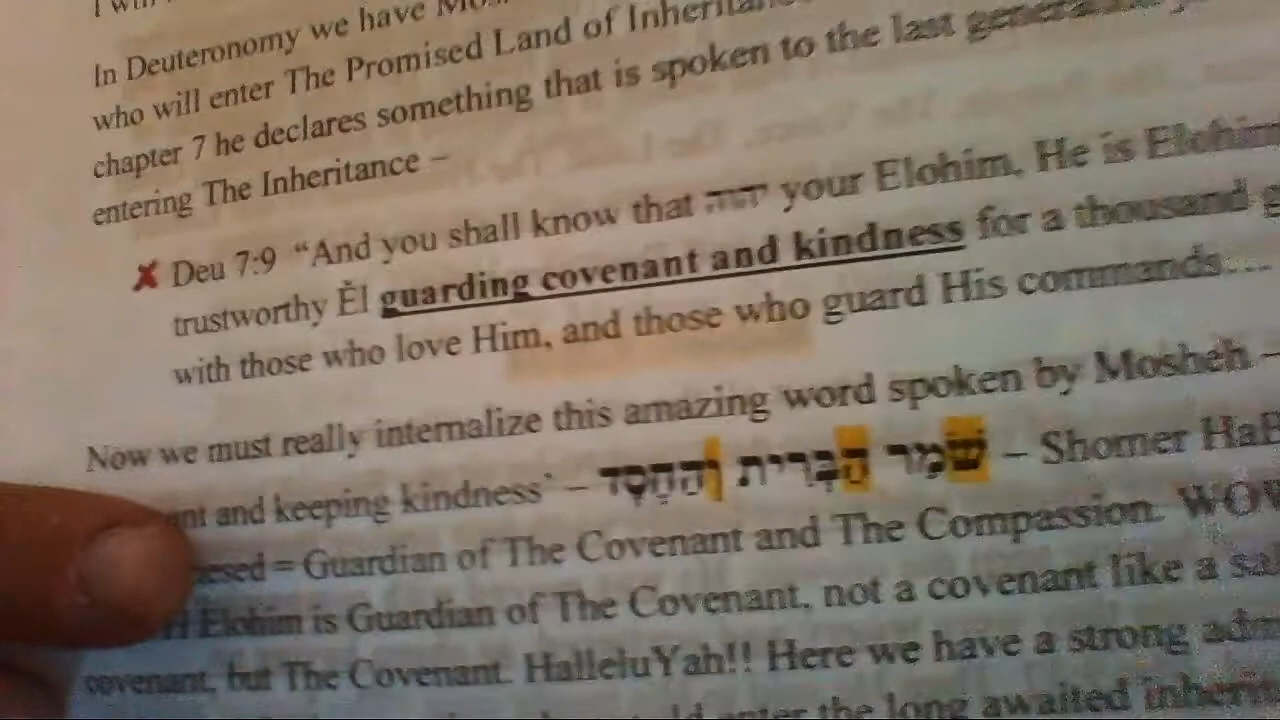 In Deuteronomy we have
who will enter The Promised Land of
chapter 7 he declares something that is spoken to the last
entering The Inheritance –
Deu 7:9 “And you shall know that יהוה your Elohim, He is
trustworthy Ěl guarding covenant and kindness for a thousand
with those who love Him, and those who guard His commands....
Now we must really internalize this amazing word spoken by Mosheh –
and keeping kindness’ – שֹׁמֵר הַבְּרִית וְהַחֶסֶד – Shomer
= Guardian of The Covenant and The Compassion.
Elohim is Guardian of The Covenant, not a covenant like a
covenant, but The Covenant. HalleluYah!! Here we have a strong
enter the long awaited